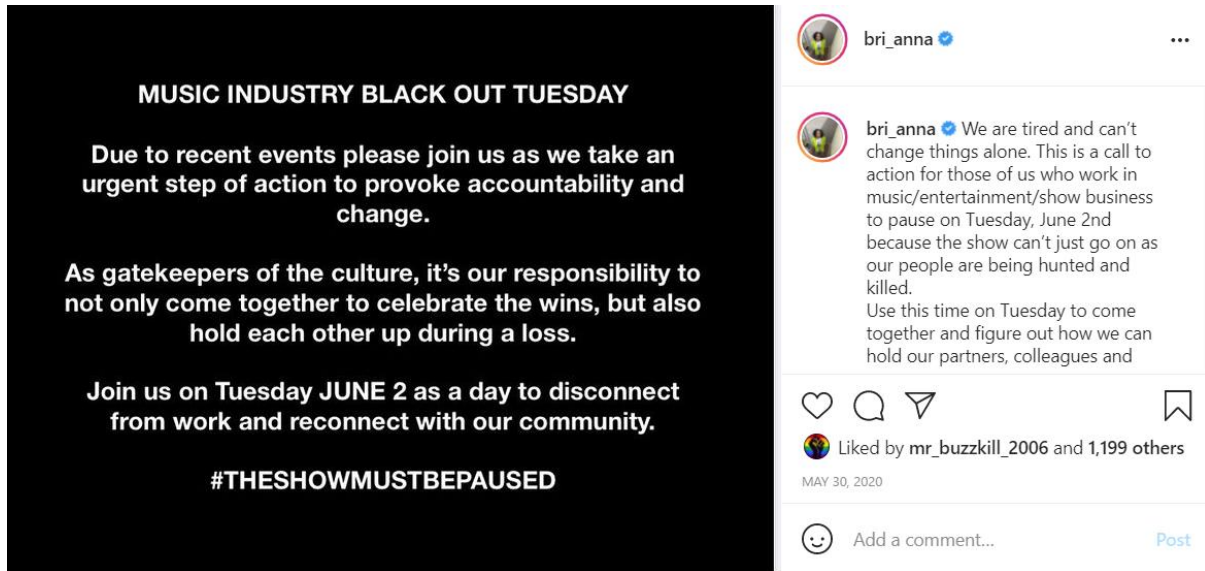 MUSIC INDUSTRY BLACK OUT TUESDAY
Due to recent events please join us as we take an
urgent step of action to provoke accountability and
change.
As gatekeepers of the culture, it’s our responsibility to
not only come together to celebrate the wins, but also
hold each other up during a loss.
Join us on Tuesday JUNE 2 as a day to disconnect
from work and reconnect with our community.
#THESHOWMUSTBEPAUSED
bri_anna
bri_anna We are tired and can’t
change things alone. This is a call to
action for those of us who work in
music/entertainment/show business
to pause on Tuesday, June 2nd
because the show can’t just go on as
our people are being hunted and
killed.
Use this time on Tuesday to come
together and figure out how we can
hold our partners, colleagues and
Liked by mr_buzzkill_2006 and 1,199 others
MAY 30, 2020
Add a comment...
Post